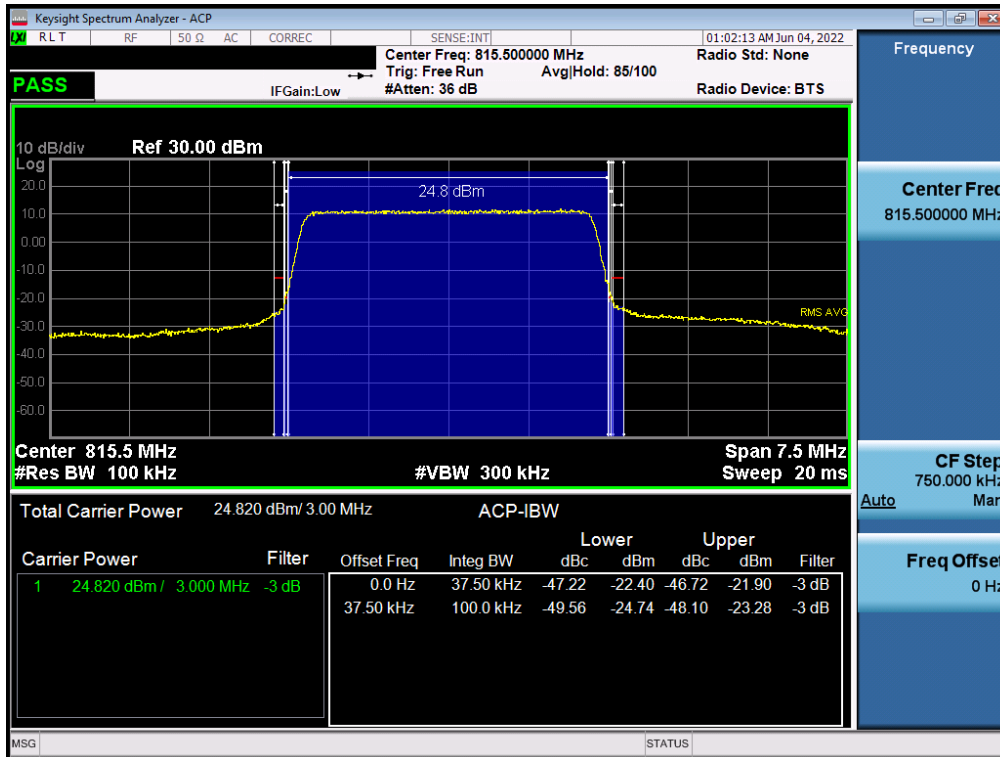 Keysight Spectrum Analyzer - ACP
LXI RLT RF 50 Ω AC CORREC SENSE:INT 01:02:13 AM Jun 04, 2022
Center Freq: 815.500000 MHz Radio Std: None
Trig: Free Run Avg|Hold: 85/100
PASS IFGain:Low #Atten: 36 dB Radio Device: BTS
10 dB/div Ref 30.00 dBm
Log
20.0
24.8 dBm
10.0
0.00
-10.0
-20.0
RMS AVG
-30.0
-40.0
-50.0
-60.0
Center 815.5 MHz Span 7.5 MHz
#Res BW 100 kHz #VBW 300 kHz Sweep 20 ms
Total Carrier Power 24.820 dBm/ 3.00 MHz ACP-IBW
Lower Upper
Carrier Power Filter Offset Freq Integ BW dBc dBm dBc dBm Filter
1 24.820 dBm / 3.000 MHz -3 dB 0.0 Hz 37.50 kHz -47.22 -22.40 -46.72 -21.90 -3 dB
37.50 kHz 100.0 kHz -49.56 -24.74 -48.10 -23.28 -3 dB
MSG STATUS
Frequency
Center Freq
815.500000 MHz
CF Step
750.000 kHz
Auto Man
Freq Offset
0 Hz